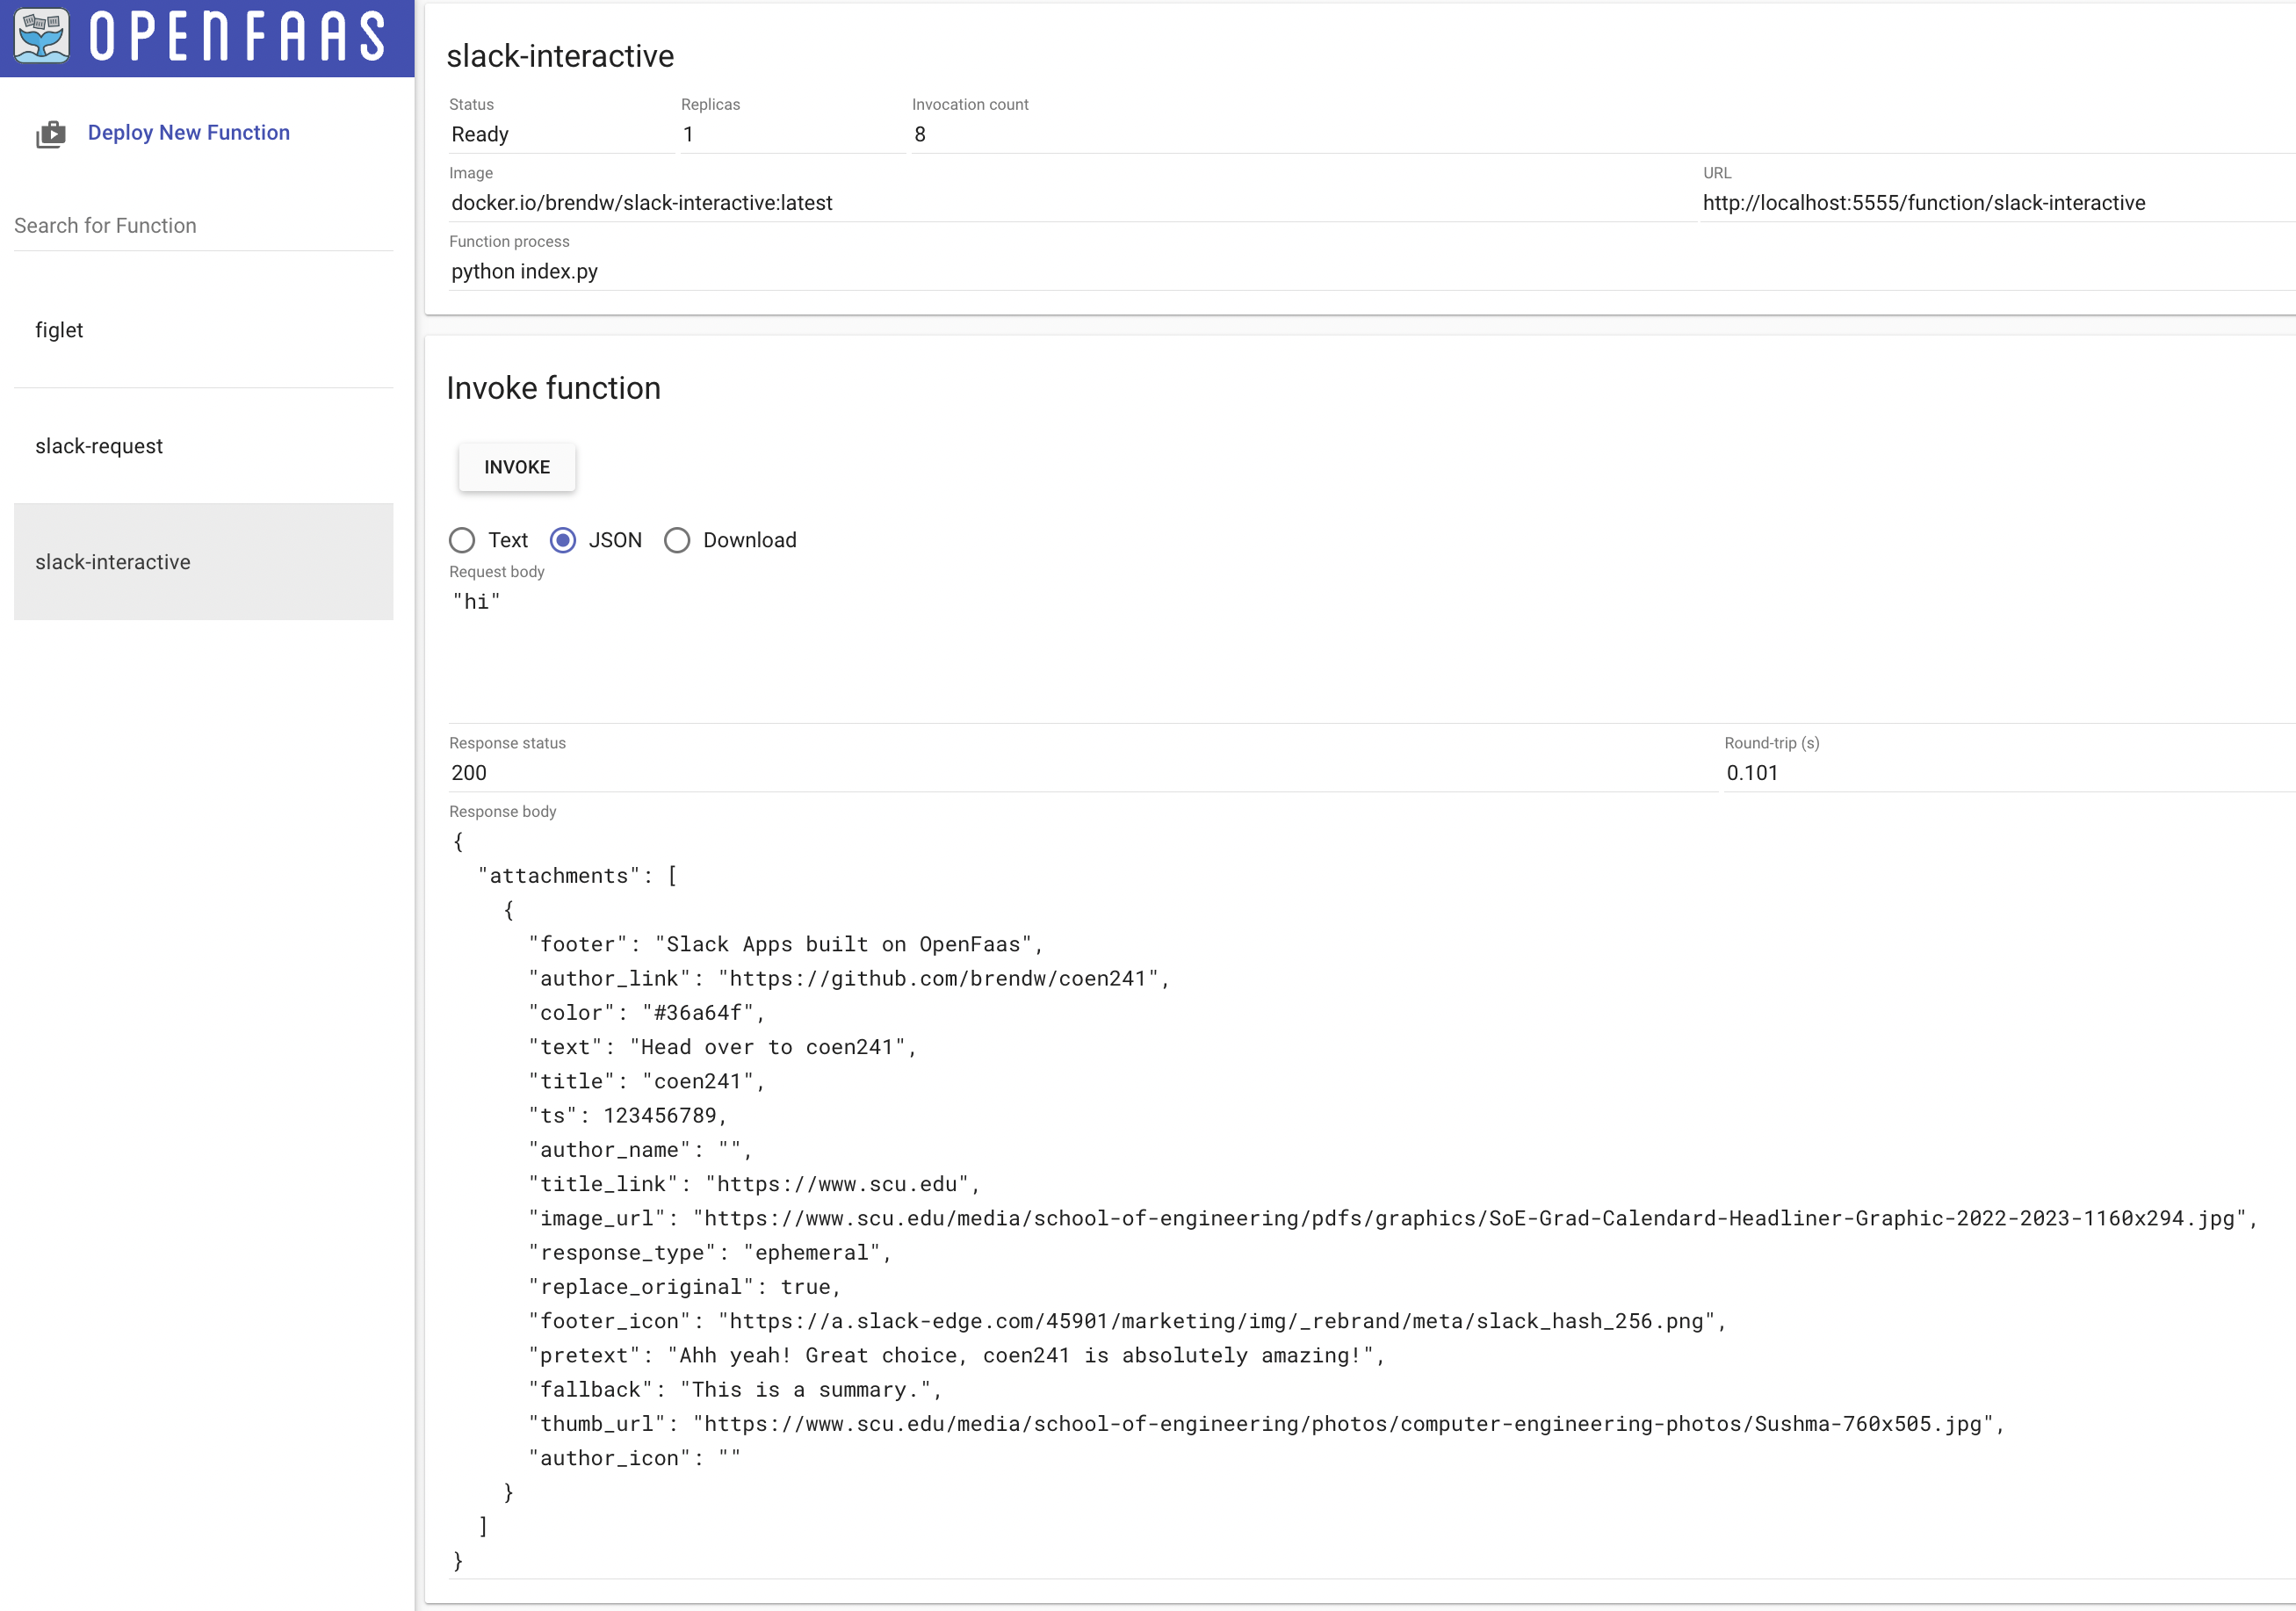 OPENFAAS
Deploy New Function
Search for Function
figlet
slack-request
slack-interactive
slack-interactive
Status
Replicas
Invocation count
Ready
1
8
Image
URL
docker.io/brendw/slack-interactive:latest
http://localhost:5555/function/slack-interactive
Function process
python index.py
Invoke function
INVOKE
Text JSON Download
Request body
"hi"
Response status
Round-trip (s)
200
0.101
Response body
{
  "attachments": [
    {
      "footer": "Slack Apps built on OpenFaas",
      "author_link": "https://github.com/brendw/coen241",
      "color": "#36a64f",
      "text": "Head over to coen241",
      "title": "coen241",
      "ts": 123456789,
      "author_name": "",
      "title_link": "https://www.scu.edu",
      "image_url": "https://www.scu.edu/media/school-of-engineering/pdfs/graphics/SoE-Grad-Calendard-Headliner-Graphic-2022-2023-1160x294.jpg",
      "response_type": "ephemeral",
      "replace_original": true,
      "footer_icon": "https://a.slack-edge.com/45901/marketing/img/_rebrand/meta/slack_hash_256.png",
      "pretext": "Ahh yeah! Great choice, coen241 is absolutely amazing!",
      "fallback": "This is a summary.",
      "thumb_url": "https://www.scu.edu/media/school-of-engineering/photos/computer-engineering-photos/Sushma-760x505.jpg",
      "author_icon": ""
    }
  ]
}